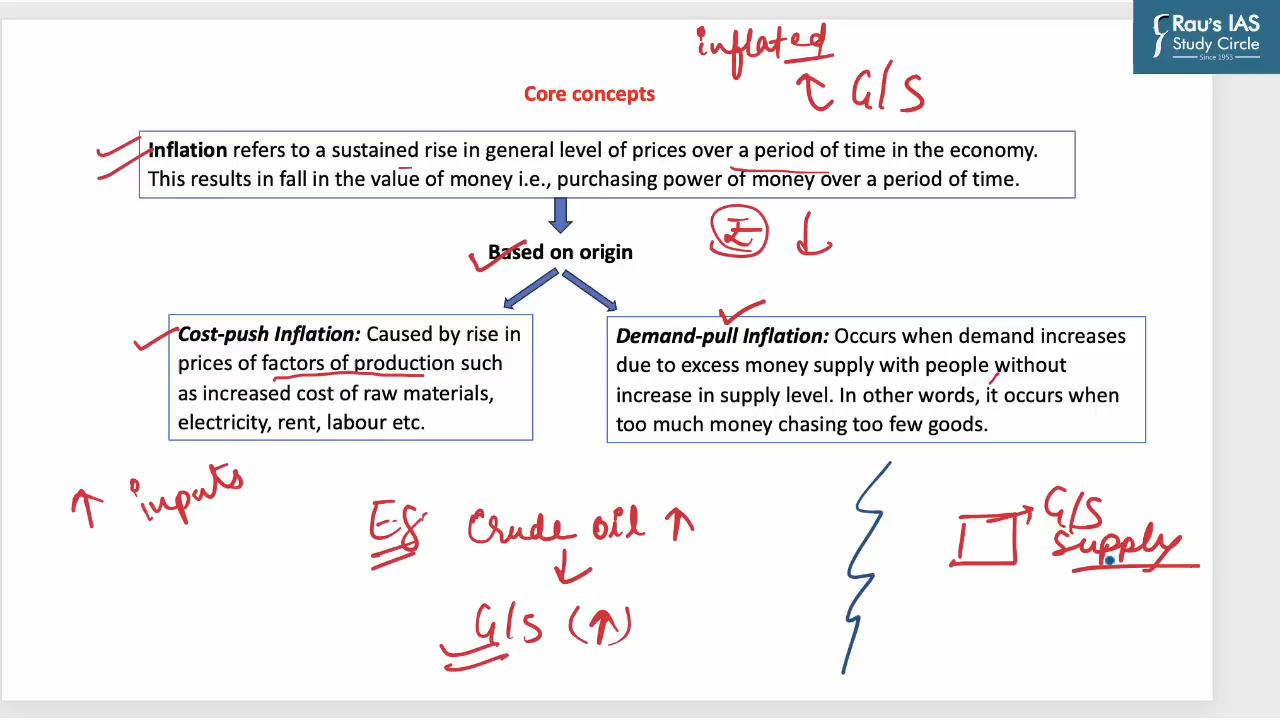 Rau's IAS
Study Circle
Since 1953
inflated
↑ G/S
Core concepts
Inflation refers to a sustained rise in general level of prices over a period of time in the economy.
This results in fall in the value of money i.e., purchasing power of money over a period of time.
Based on origin
₹ ↓
Cost-push Inflation: Caused by rise in
prices of factors of production such
as increased cost of raw materials,
electricity, rent, labour etc.
Demand-pull Inflation: Occurs when demand increases
due to excess money supply with people without
increase in supply level. In other words, it occurs when
too much money chasing too few goods.
↑ inputs
Eg Crude oil ↑
↓
G/S (↑)
G/S
supply